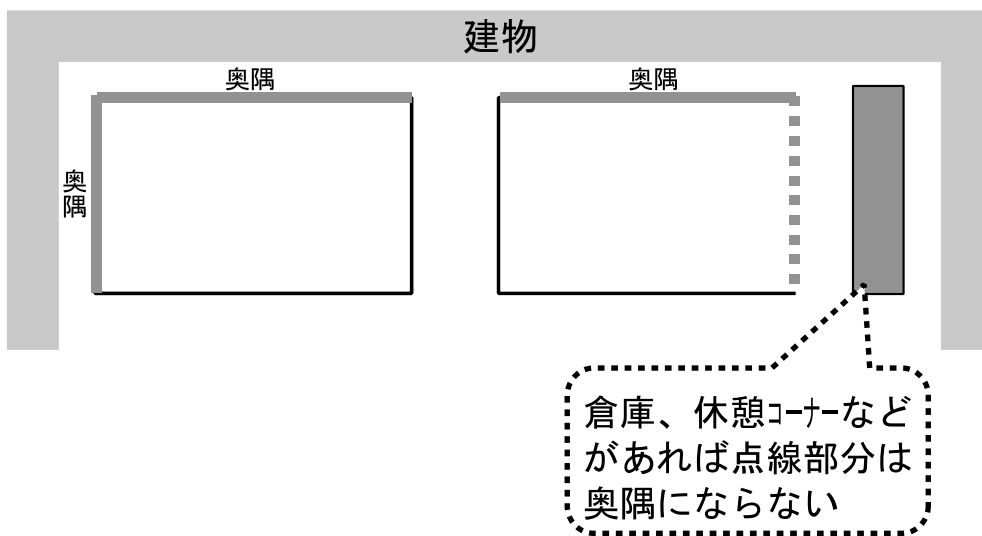 建物
奥隅
奥隅
奥隅
倉庫、休憩ｺｰﾅｰなど
があれば点線部分は
奥隅にならない